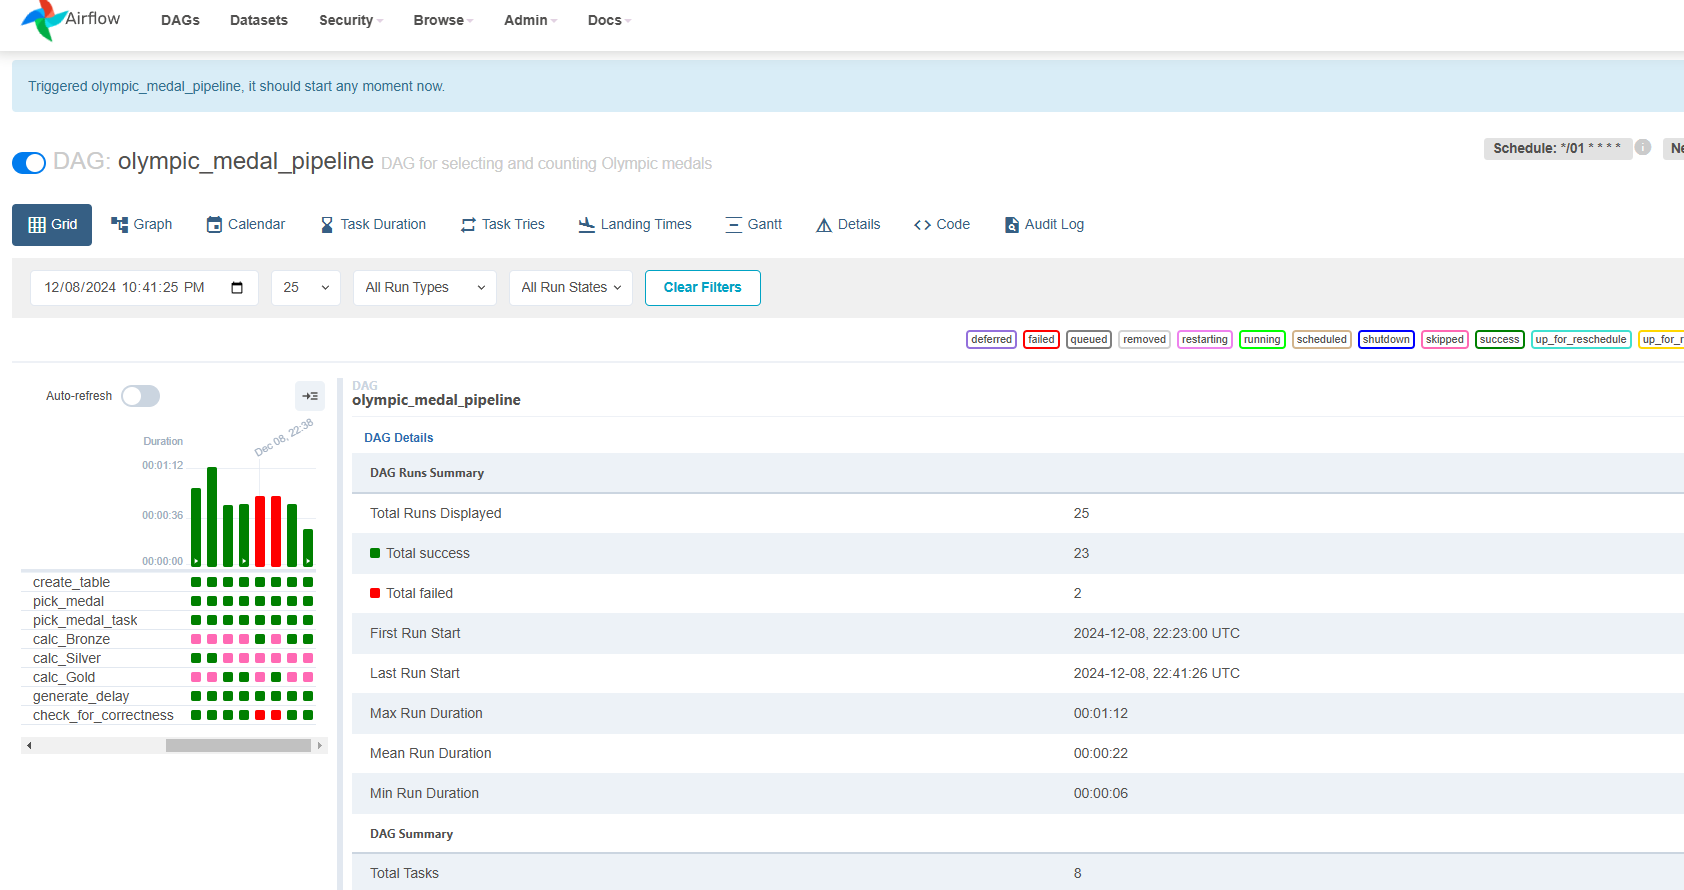 Airflow DAGs Datasets Security Browse Admin Docs
Triggered olympic_medal_pipeline, it should start any moment now.
DAG: olympic_medal_pipeline DAG for selecting and counting Olympic medals
Schedule: */01 * * * *
Grid Graph Calendar Task Duration Task Tries Landing Times Gantt Details Code Audit Log
12/08/2024 10:41:25 PM 25 All Run Types All Run States Clear Filters
deferred failed queued removed restarting running scheduled shutdown skipped success up_for_reschedule
Auto-refresh
Duration
Dec 08, 22:38
00:01:12
00:00:36
00:00:00
create_table
pick_medal
pick_medal_task
calc_Bronze
calc_Silver
calc_Gold
generate_delay
check_for_correctness
DAG
olympic_medal_pipeline
DAG Details
DAG Runs Summary
Total Runs Displayed 25
Total success 23
Total failed 2
First Run Start 2024-12-08, 22:23:00 UTC
Last Run Start 2024-12-08, 22:41:26 UTC
Max Run Duration 00:01:12
Mean Run Duration 00:00:22
Min Run Duration 00:00:06
DAG Summary
Total Tasks 8